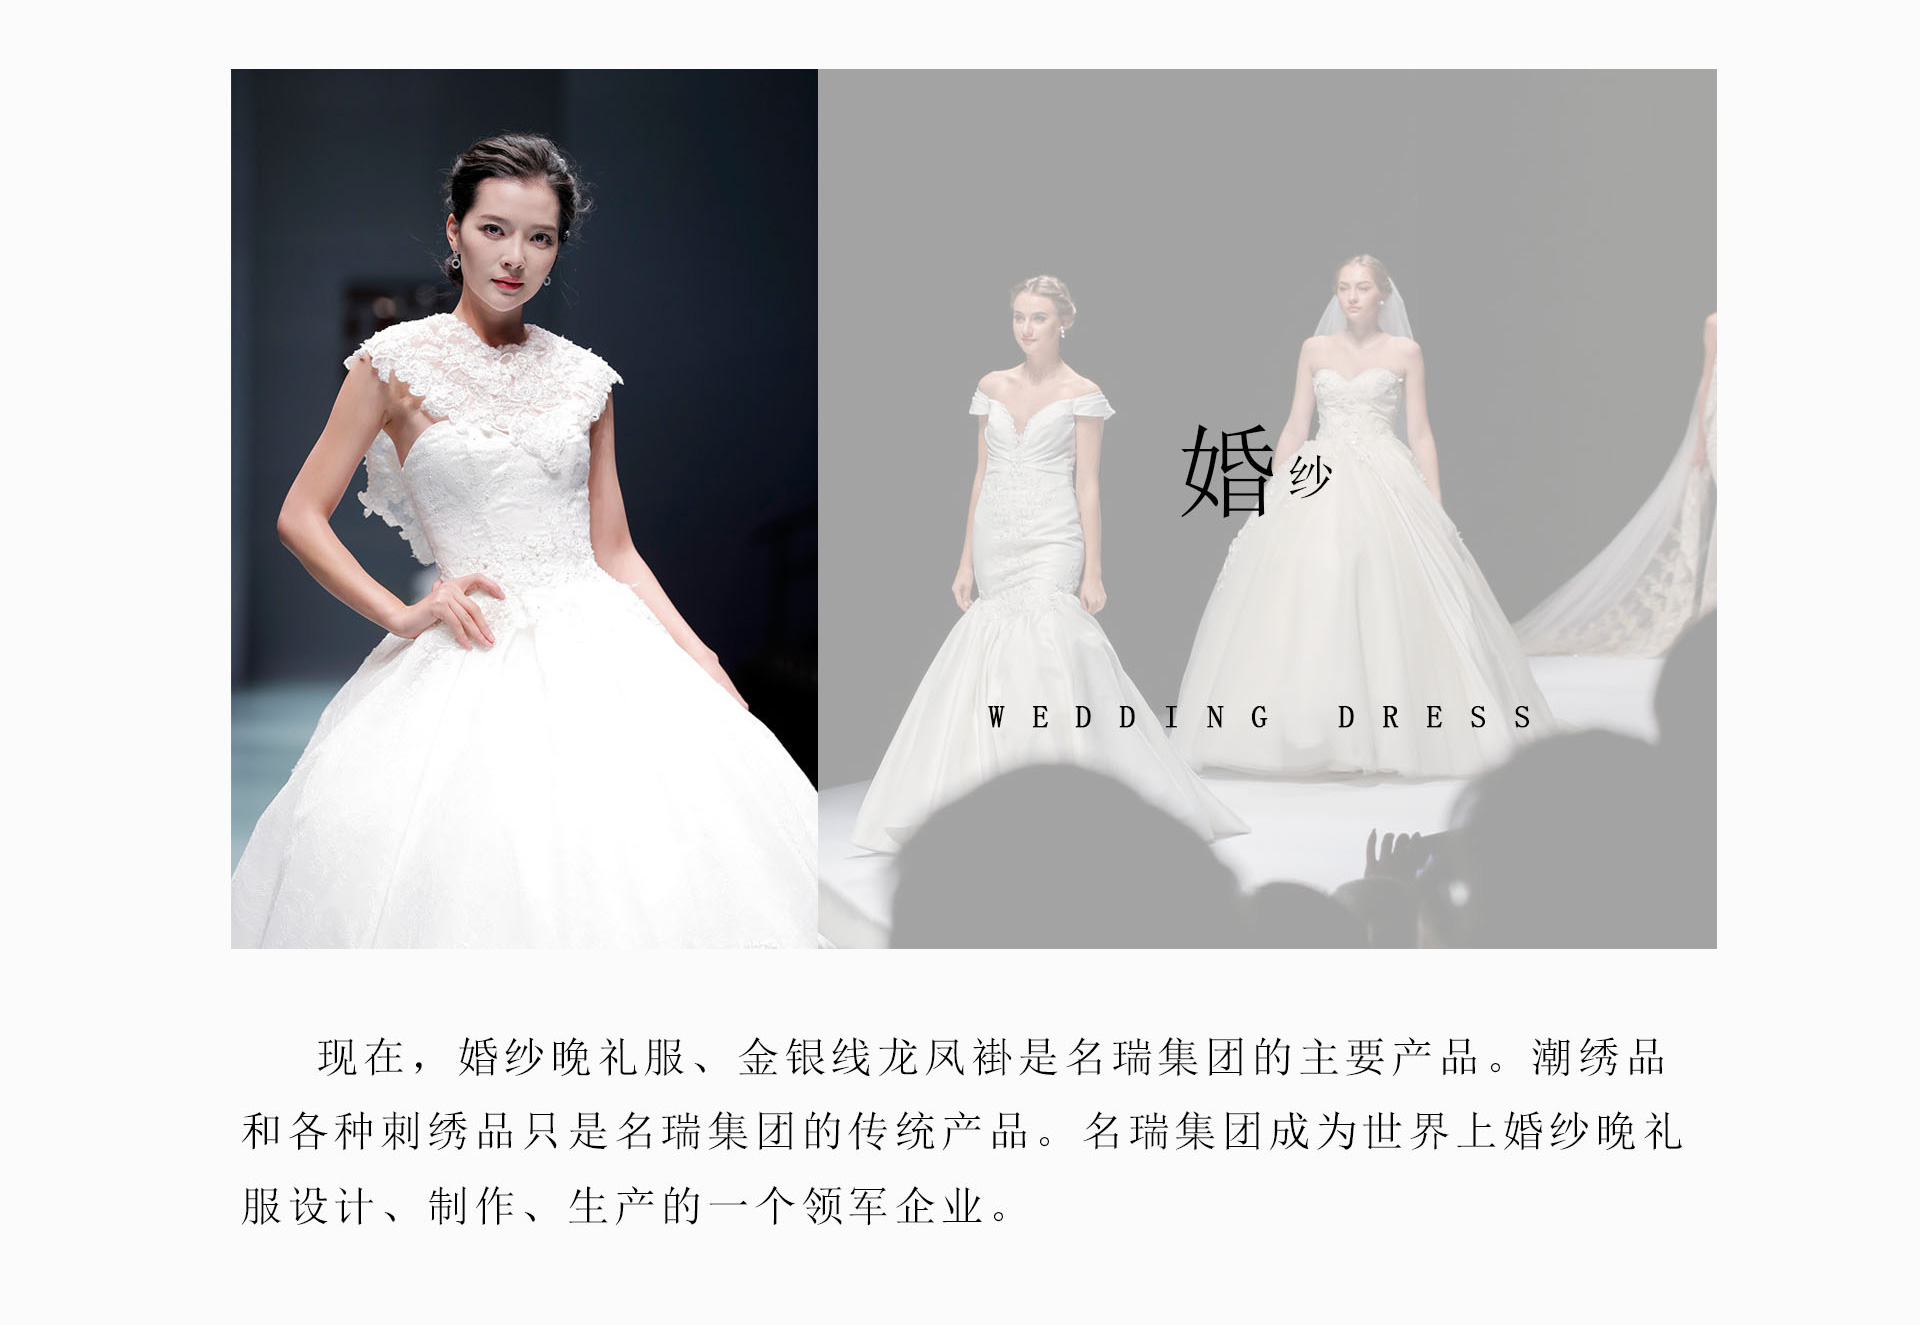 婚纱
WEDDING DRESS
现在，婚纱晚礼服、金银线龙凤褂是名瑞集团的主要产品。潮绣品
和各种刺绣品只是名瑞集团的传统产品。名瑞集团成为世界上婚纱晚礼
服设计、制作、生产的一个领军企业。